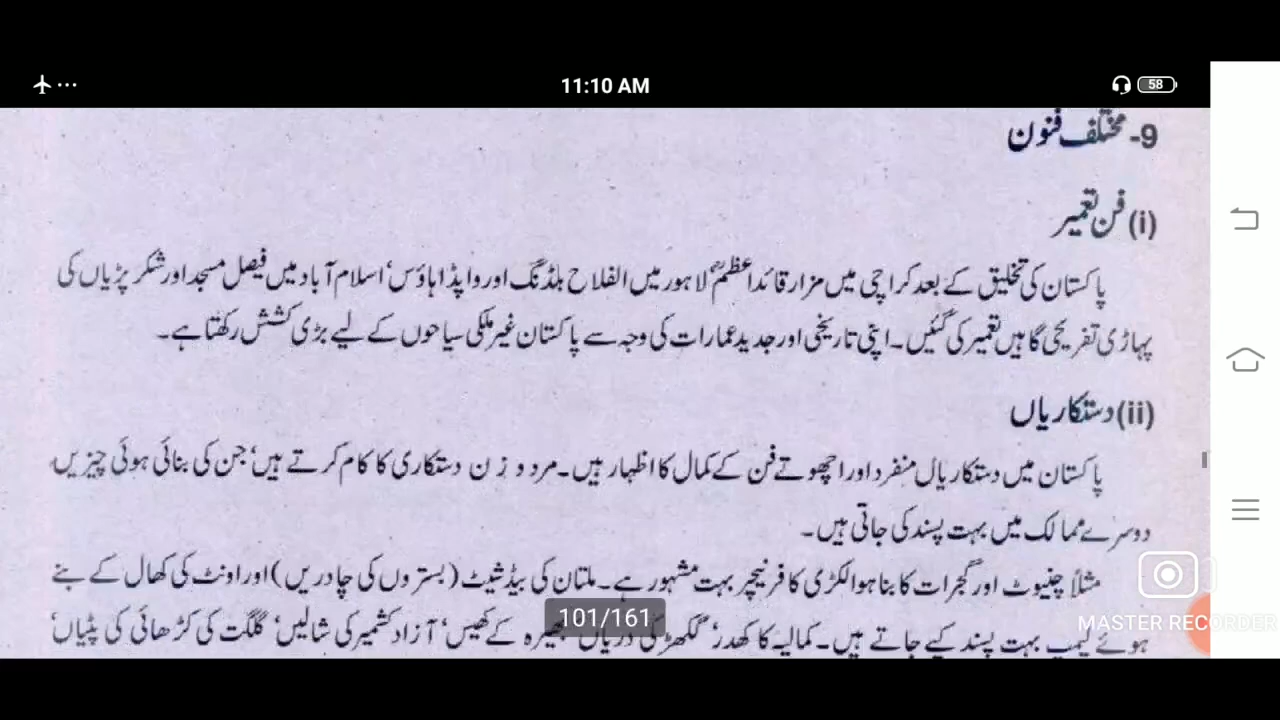 11:10 AM
58
9- مختلف فنون
(i) فن تعمیر
پاکستان کی تخلیق کے بعد کراچی میں مزار قائداعظمؒ لاہور میں الفلاح بلڈنگ اور واپڈا ہاؤس، اسلام آباد میں فیصل مسجد اور شکر پڑیاں کی
پہاڑی تفریحی گاہیں تعمیر کی گئیں۔ اپنی تاریخی اور جدید عمارات کی وجہ سے پاکستان غیر ملکی سیاحوں کے لیے بڑی کشش رکھتا ہے۔
(ii) دستکاریاں
پاکستان میں دستکاریاں منفرد اور اچھوتے فن کے کمال کا اظہار ہیں۔ مرد و زن دستکاری کا کام کرتے ہیں، جن کی بنائی ہوئی چیزیں
دوسرے ممالک میں بہت پسند کی جاتی ہیں۔
مثلاً چنیوٹ اور گجرات کا بنا ہوا لکڑی کا فرنیچر بہت مشہور ہے۔ ملتان کی بیڈ شیٹ (بستروں کی چادریں) اور اونٹ کی کھال کے بنے
ہوئے لیمپ بہت پسند کیے جاتے ہیں۔ کمالیہ کا کھدر، گکھڑ کی دریاں، کے کھیس، آزاد کشمیر کی شالیں، گلگت کی کڑھائی کی پٹیاں،
101/161
MASTER RECORDER